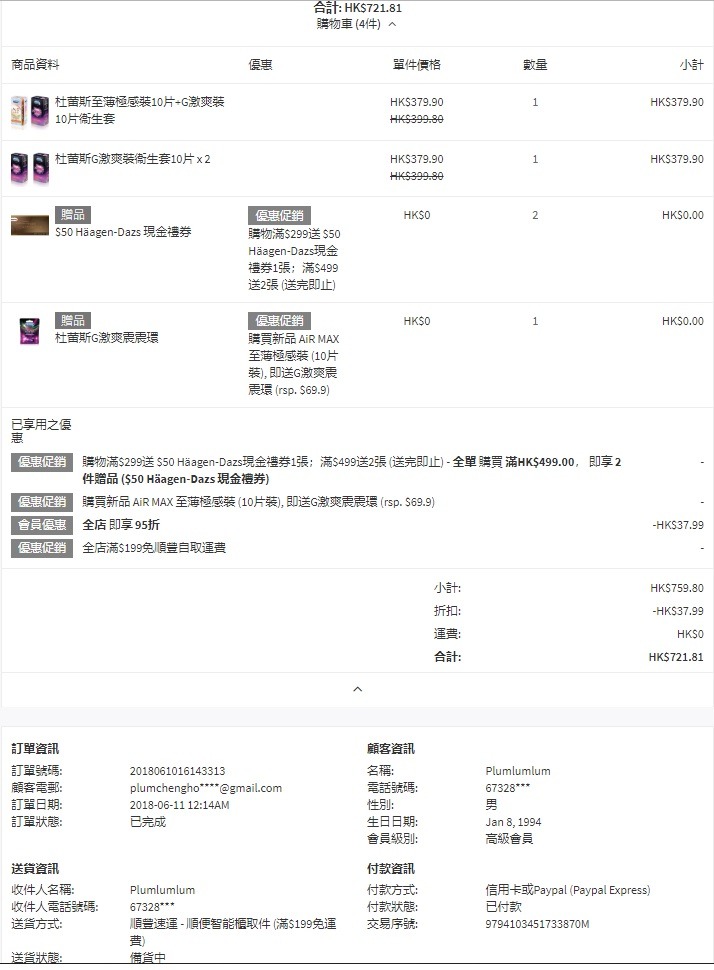 合計: HK$721.81
購物車 (4件)
商品資料 優惠 單件價格 數量 小計
杜蕾斯至薄極感裝10片+G激爽裝 HK$379.90 1 HK$379.90
10片衞生套 HK$399.80
杜蕾斯G激爽裝衞生套10片 x 2 HK$379.90 1 HK$379.90
HK$399.80
贈品 優惠促銷 HK$0 2 HK$0.00
$50 Häagen-Dazs 現金禮券 購物滿$299送 $50
Häagen-Dazs現金
禮券1張；滿$499
送2張 (送完即止)
贈品 優惠促銷 HK$0 1 HK$0.00
杜蕾斯G激爽震震環 購買新品 AiR MAX
至薄極感裝 (10片
裝), 即送G激爽震
震環 (rsp. $69.9)
已享用之優
惠
優惠促銷 購物滿$299送 $50 Häagen-Dazs現金禮券1張；滿$499送2張 (送完即止) - 全單 購買 滿HK$499.00， 即享 2 -
件贈品 ($50 Häagen-Dazs 現金禮券)
優惠促銷 購買新品 AiR MAX 至薄極感裝 (10片裝), 即送G激爽震震環 (rsp. $69.9) -
會員優惠 全店 即享 95折 -HK$37.99
優惠促銷 全店滿$199免順豐自取運費 -
小計: HK$759.80
折扣: -HK$37.99
運費: HK$0
合計: HK$721.81
訂單資訊
訂單號碼: 2018061016143313
顧客電郵: plumchengho****@gmail.com
訂單日期: 2018-06-11 12:14AM
訂單狀態: 已完成
顧客資訊
名稱: Plumlumlum
電話號碼: 67328***
性別: 男
生日日期: Jan 8, 1994
會員級別: 高級會員
送貨資訊
收件人名稱: Plumlumlum
收件人電話號碼: 67328***
送貨方式: 順豐速運 - 順便智能櫃取件 (滿$199免運
費)
送貨狀態: 備貨中
付款資訊
付款方式: 信用卡或Paypal (Paypal Express)
付款狀態: 已付款
交易序號: 9794103451733870M